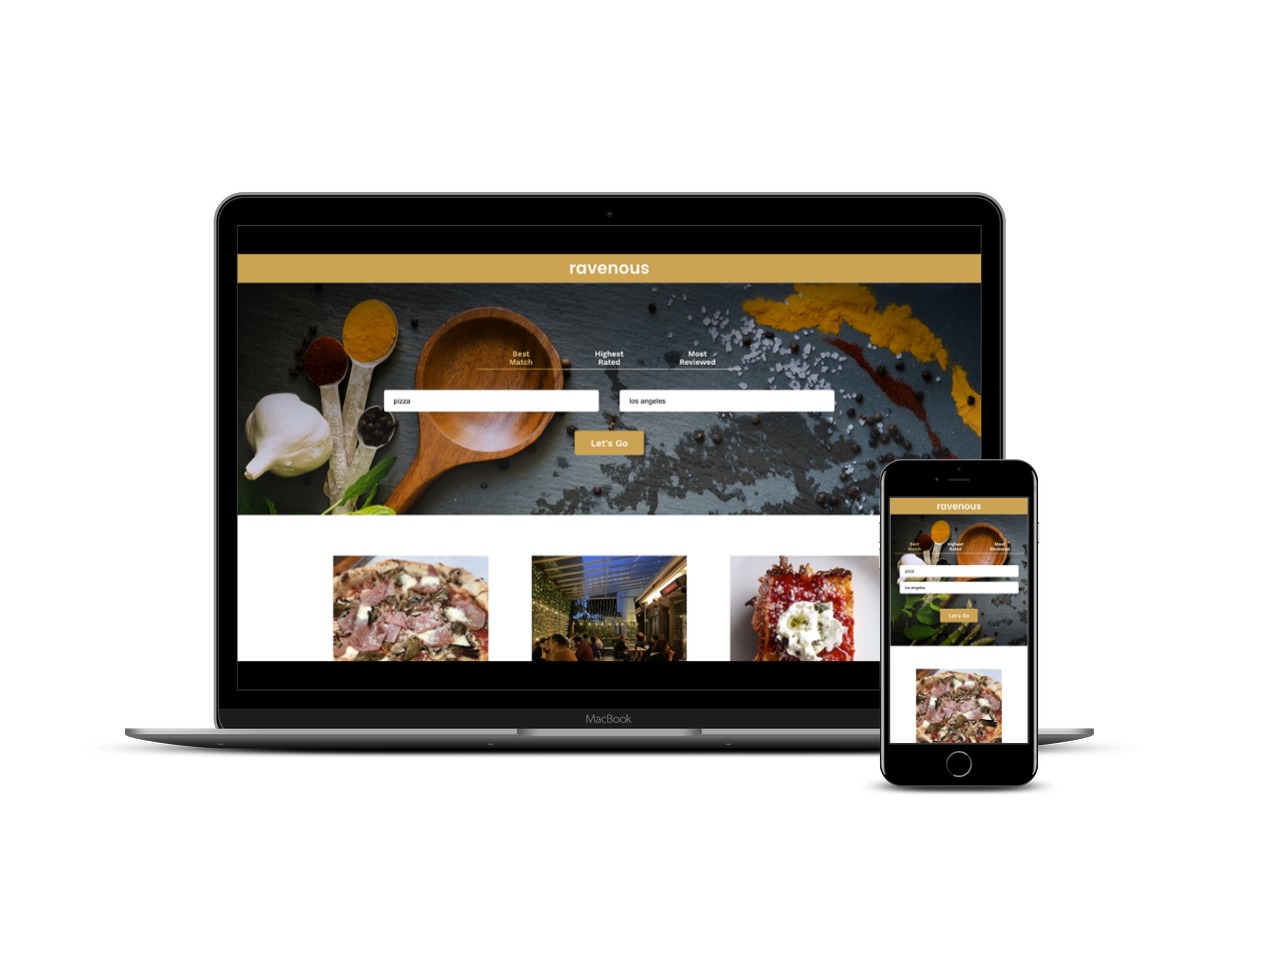 ravenous
Best
Match
Highest
Rated
Most
Reviewed
pizza
los angeles
Let's Go
MacBook
ravenous
Best
Match
Highest
Rated
Most
Reviewed
pizza
los angeles
Let's Go